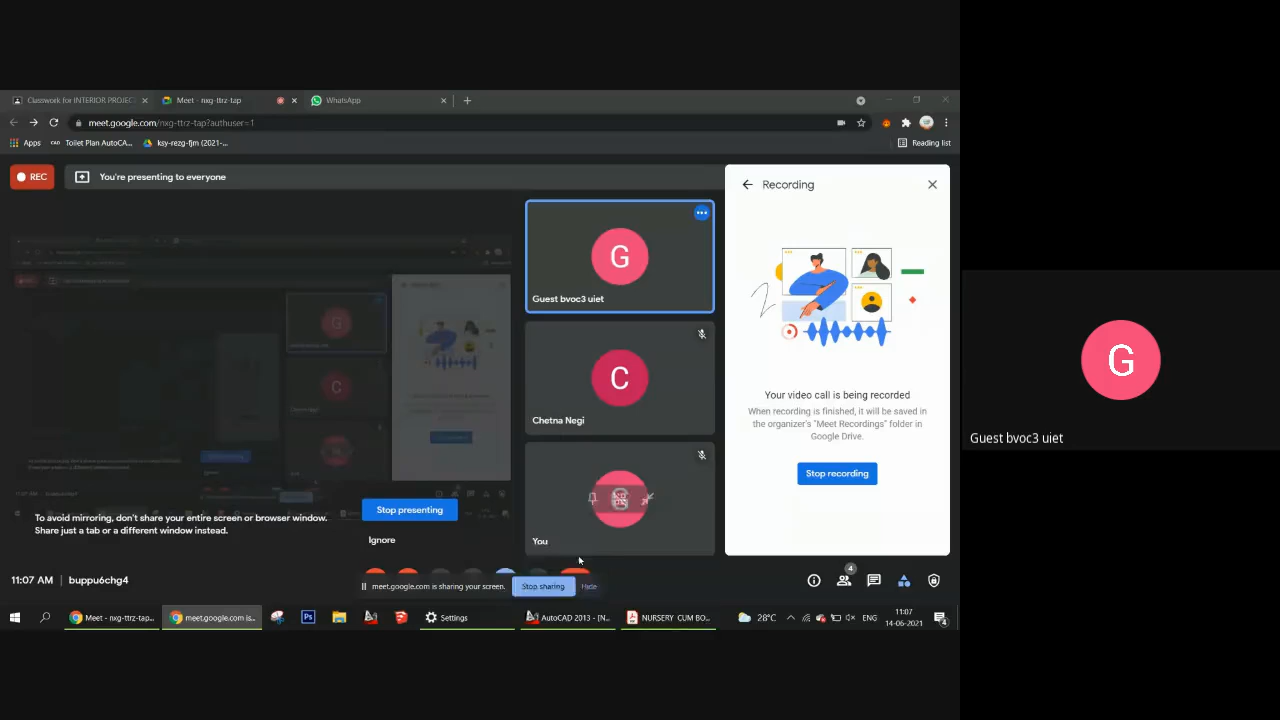 Classwork for INTERIOR PROJEC
Meet - nxg-ttrz-tap
WhatsApp
meet.google.com/nxg-ttrz-tap?authuser=1
Apps
CAD
Toilet Plan AutoCA...
ksy-rezg-fjm (2021-...
Reading list
REC
You're presenting to everyone
G
Guest bvoc3 uiet
C
Chetna Negi
You
Recording
Your video call is being recorded
When recording is finished, it will be saved
in the organizer's "Meet Recordings" folder in
Google Drive.
Stop recording
To avoid mirroring, don't share your entire screen or browser window.
Share just a tab or a different window instead.
Stop presenting
Ignore
11:07 AM
buppu6chg4
meet.google.com is sharing your screen.
Stop sharing
Hide
4
Meet - nxg-ttrz-tap...
meet.google.com is...
Ps
Settings
AutoCAD 2013 - [N...
NURSERY CUM BO...
28°C
ENG
11:07
14-06-2021
4
G
Guest bvoc3 uiet